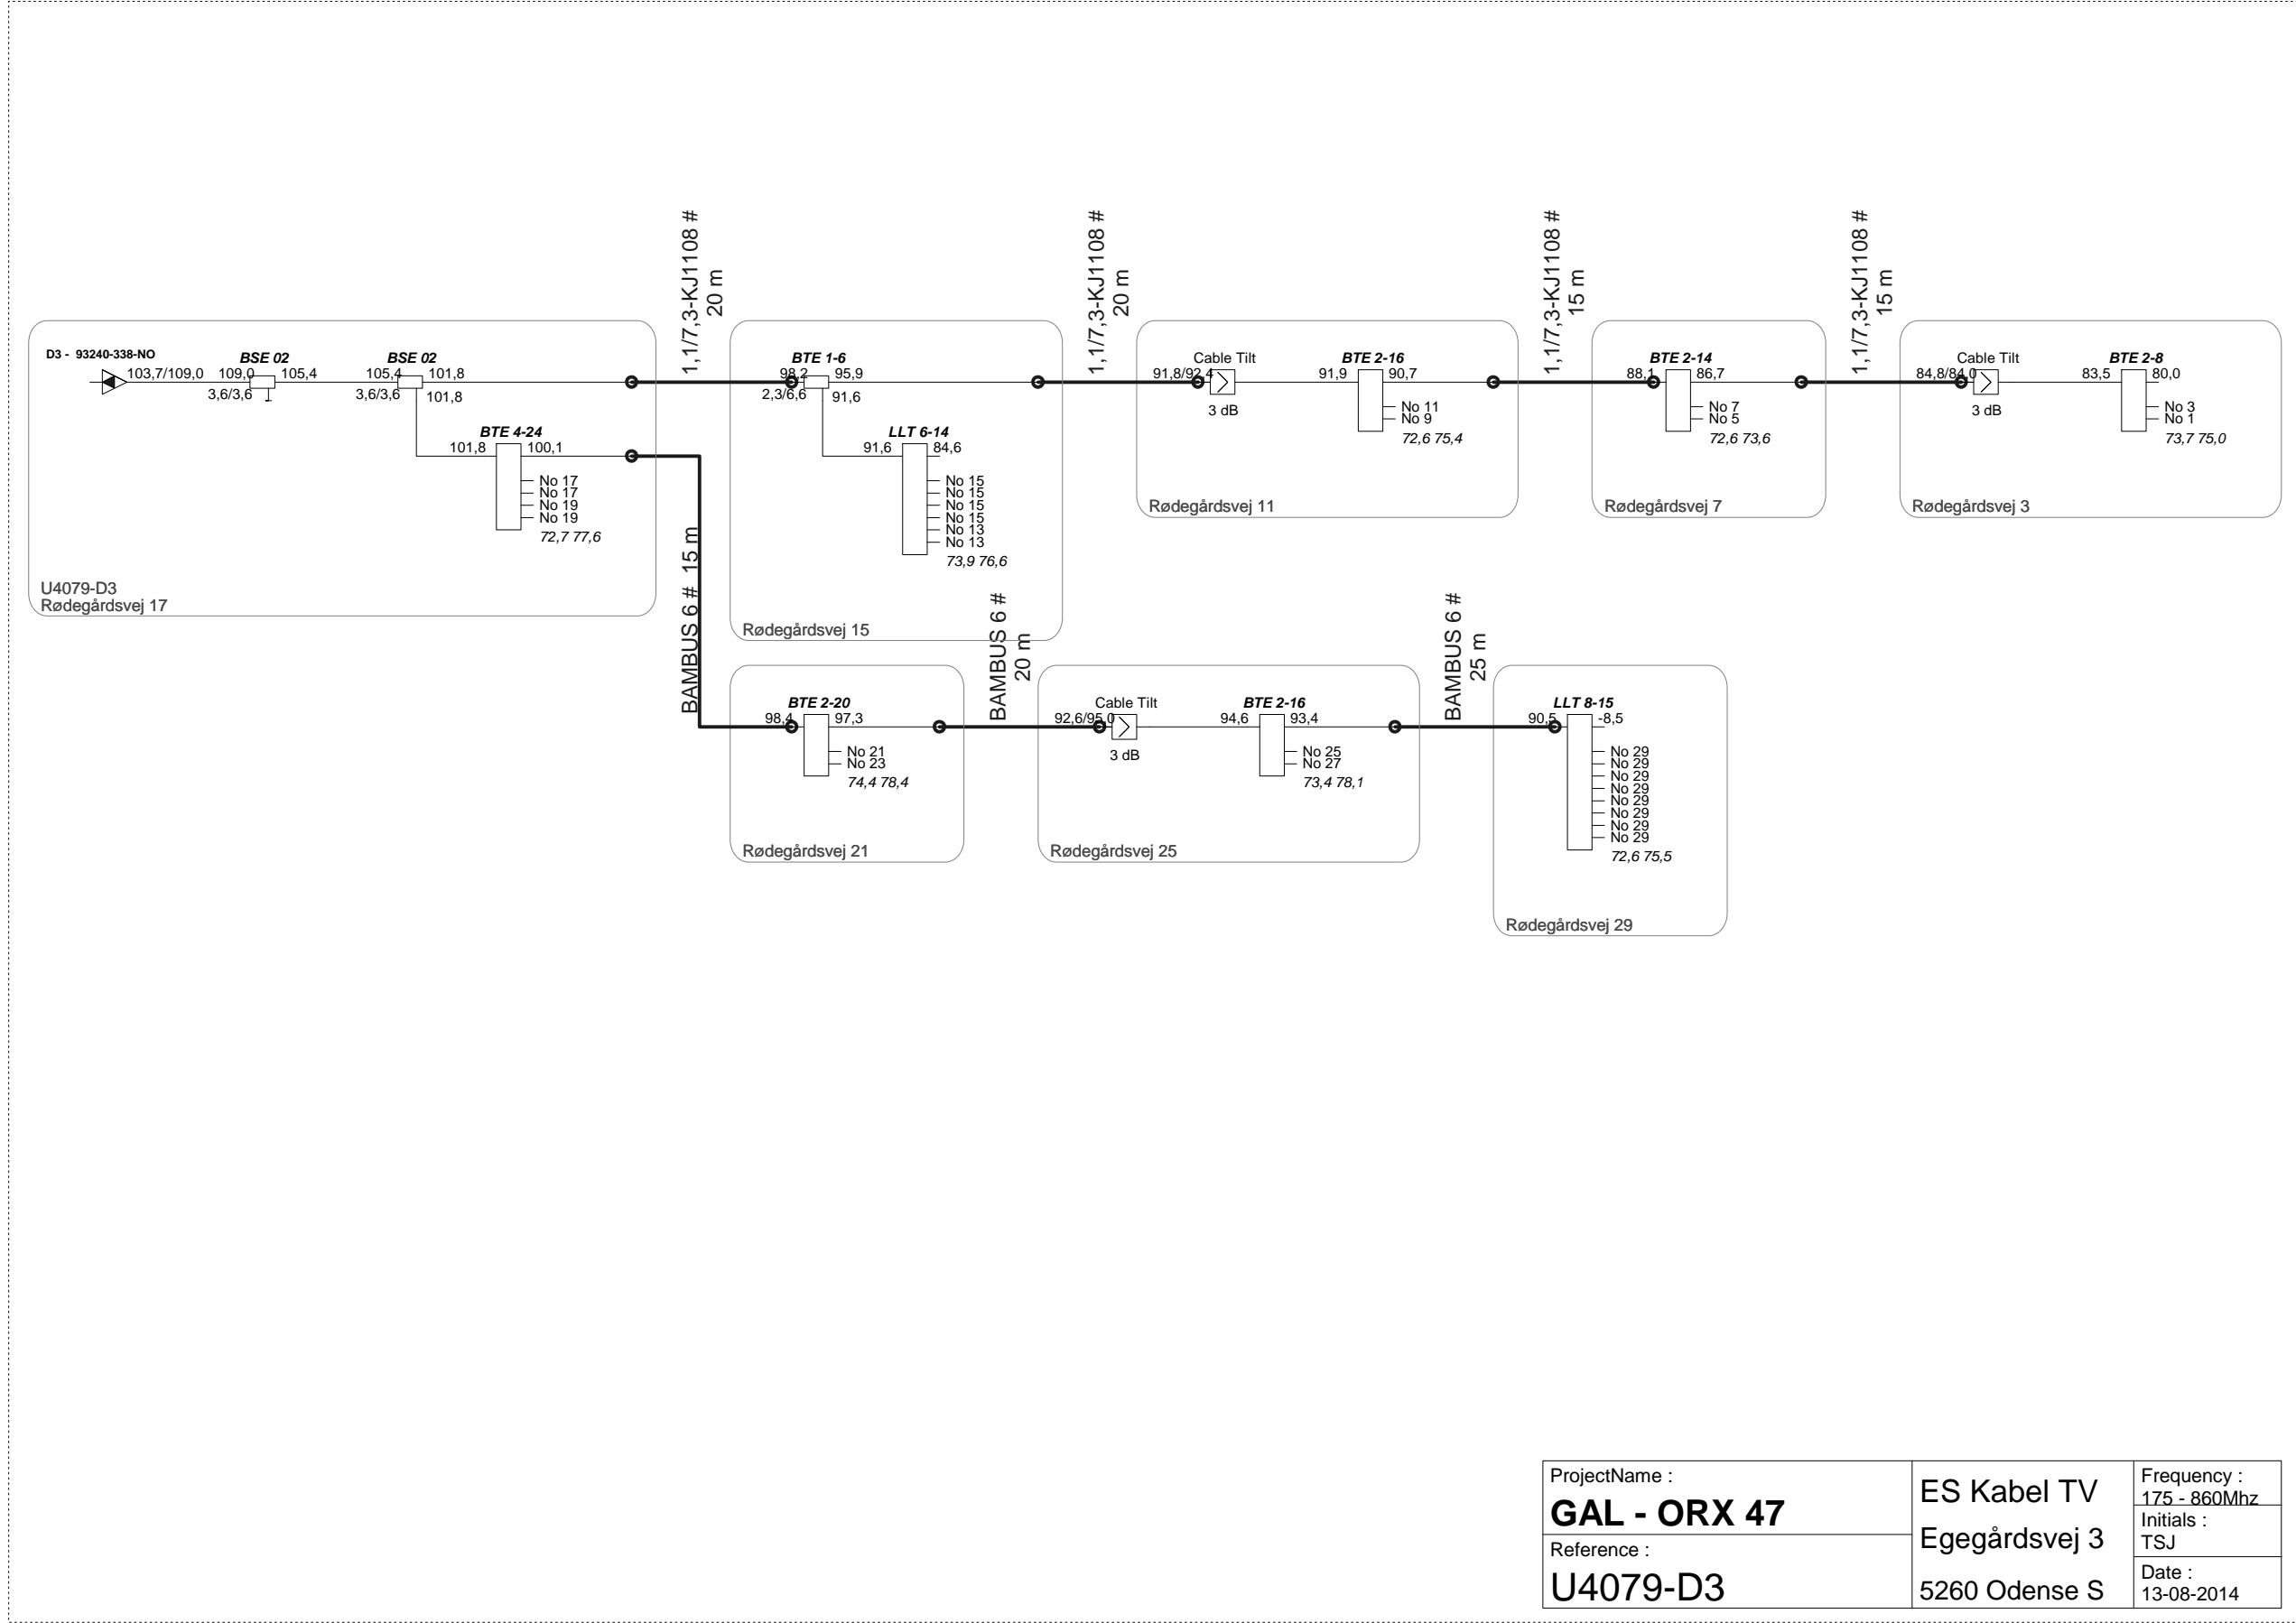 1,1/7,3-KJ1108 #
20 m
1,1/7,3-KJ1108 #
20 m
1,1/7,3-KJ1108 #
15 m
1,1/7,3-KJ1108 #
15 m
D3 - 93240-338-NO
103,7/109,0
BSE 02
109,0 105,4
3,6/3,6
BSE 02
105,4 101,8
3,6/3,6 101,8
BTE 4-24
101,8 100,1
No 17
No 17
No 19
No 19
72,7 77,6
U4079-D3
Rødegårdsvej 17
BTE 1-6
98,2 95,9
2,3/6,6 91,6
LLT 6-14
91,6 84,6
No 15
No 15
No 15
No 15
No 13
No 13
73,9 76,6
Rødegårdsvej 15
Cable Tilt
91,8/92,4
3 dB
BTE 2-16
91,9 90,7
No 11
No 9
72,6 75,4
Rødegårdsvej 11
BTE 2-14
88,1 86,7
No 7
No 5
72,6 73,6
Rødegårdsvej 7
Cable Tilt
84,8/84,0
3 dB
BTE 2-8
83,5 80,0
No 3
No 1
73,7 75,0
Rødegårdsvej 3
BAMBUS 6 # 15 m
BAMBUS 6 #
20 m
BAMBUS 6 #
25 m
BTE 2-20
98,4 97,3
No 21
No 23
74,4 78,4
Rødegårdsvej 21
Cable Tilt
92,6/95,0
3 dB
BTE 2-16
94,6 93,4
No 25
No 27
73,4 78,1
Rødegårdsvej 25
LLT 8-15
90,5 -8,5
No 29
No 29
No 29
No 29
No 29
No 29
No 29
No 29
72,6 75,5
Rødegårdsvej 29
ProjectName :
GAL - ORX 47
Reference :
U4079-D3
ES Kabel TV
Egegårdsvej 3
5260 Odense S
Frequency :
175 - 860Mhz
Initials :
TSJ
Date :
13-08-2014